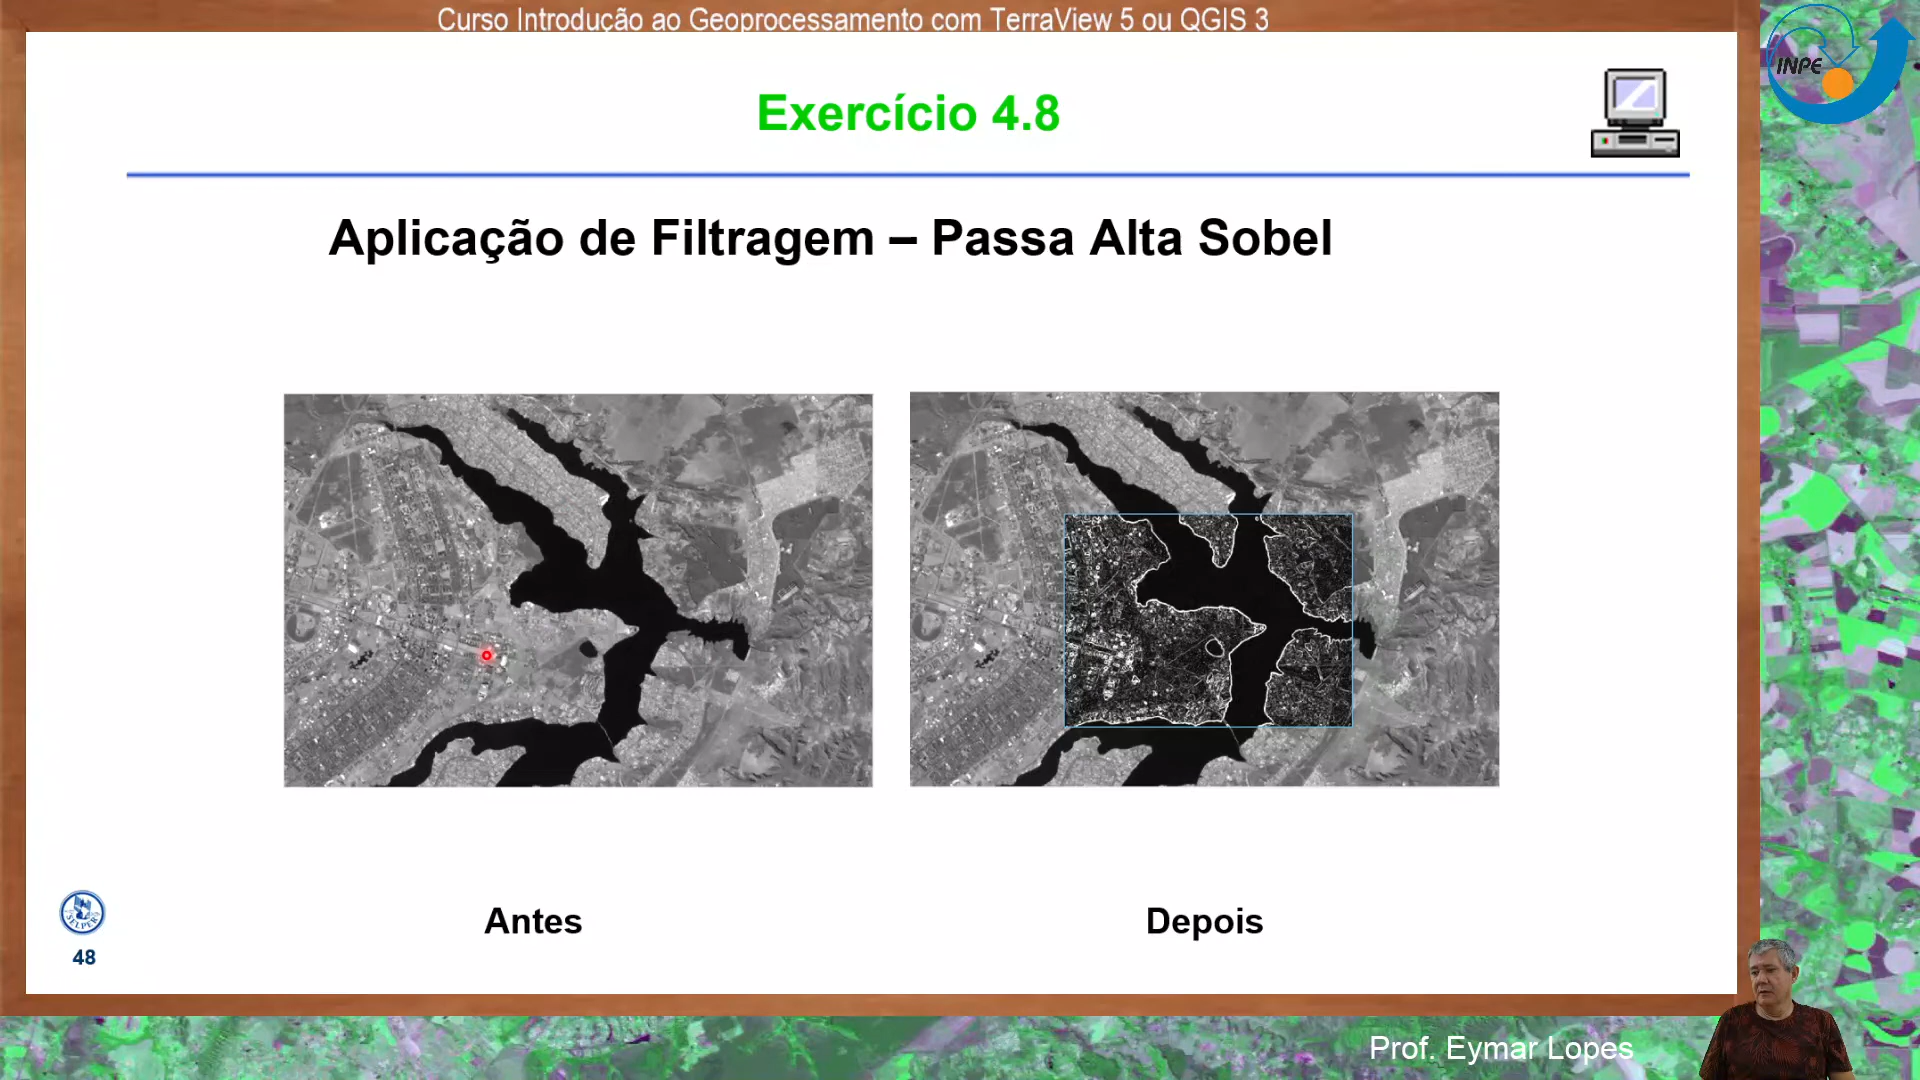 Curso Introdução ao Geoprocessamento com TerraView 5 ou QGIS 3
INPE
Exercício 4.8
Aplicação de Filtragem – Passa Alta Sobel
Antes
Depois
SELPER
48
Prof. Eymar Lopes